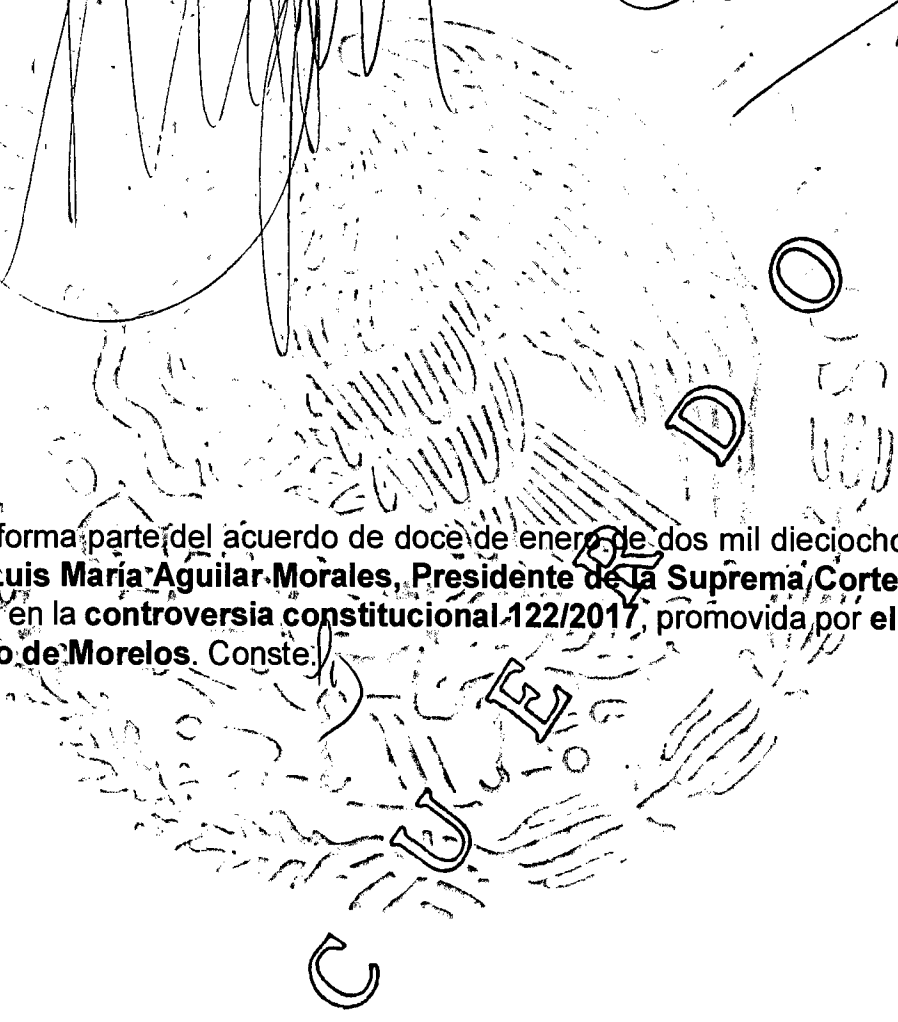 forma parte del acuerdo de doce de enero de dos mil dieciocho
Luis María Aguilar Morales, Presidente de la Suprema Corte
en la controversia constitucional 122/2017, promovida por el
o de Morelos. Conste.
C U E R D O